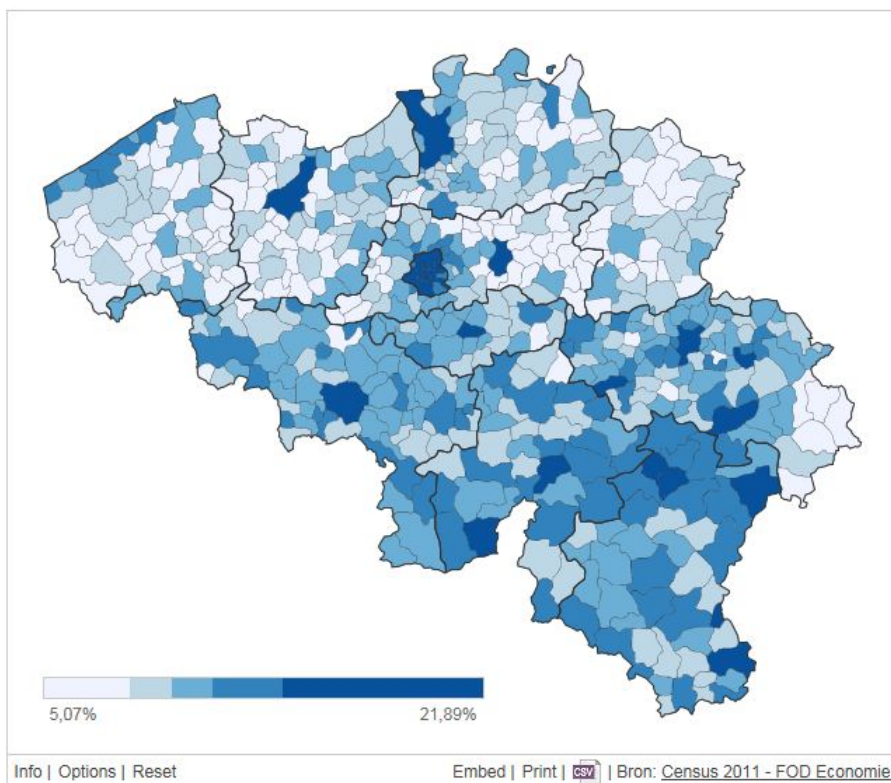 5,07% 21,89%
Info | Options | Reset Embed | Print | CSV | Bron: Census 2011 - FOD Economie